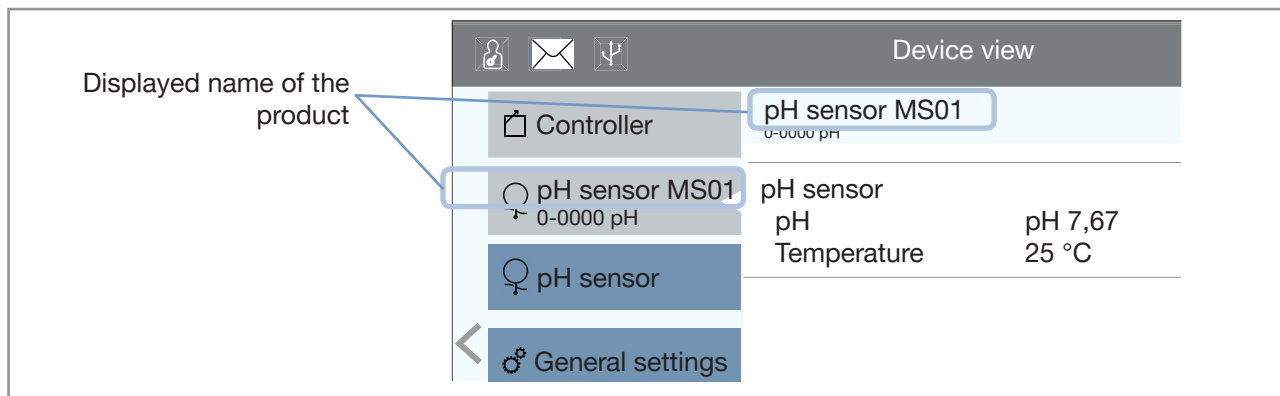 Device view
Displayed name of the
product
Controller
pH sensor MS01
0-0000 pH
pH sensor
General settings
pH sensor MS01
0-0000 pH
pH sensor
pH pH 7,67
Temperature 25 °C